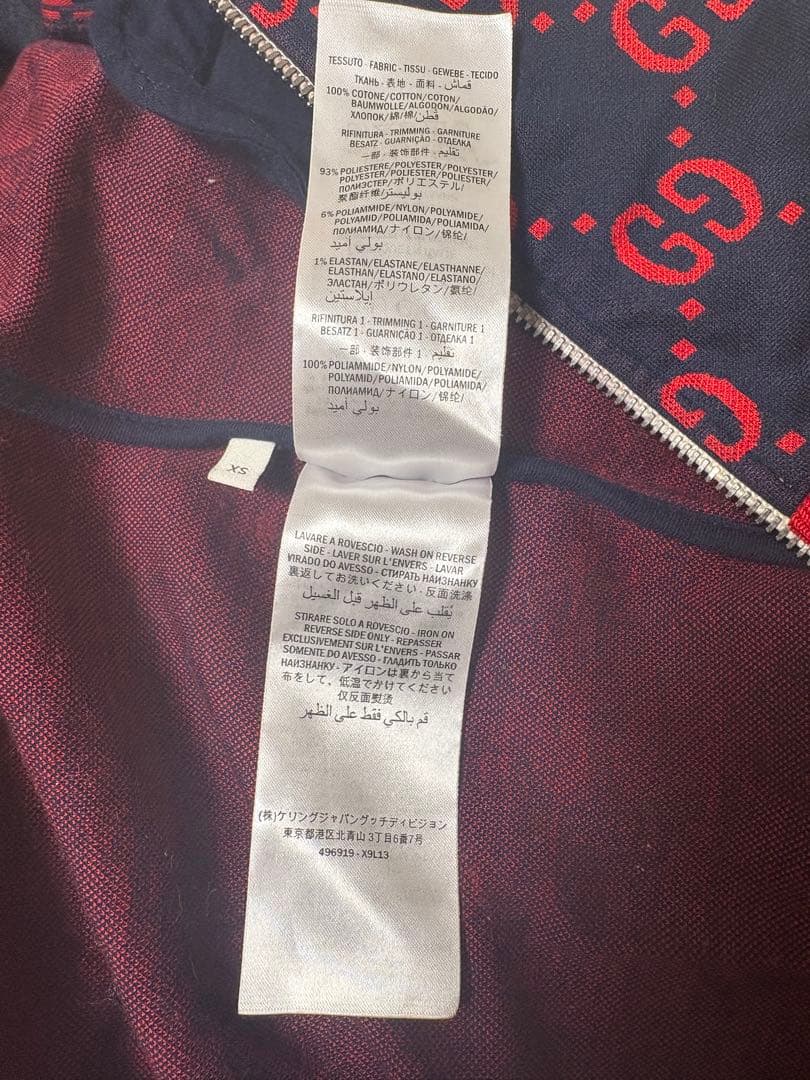 TESSUTO - FABRIC - TISSU - GEWEBE - TECIDO
ТКАНЬ - 表地 - 面料 - قماش
100% COTONE/COTTON/COTON/
BAUMWOLLE/ALGODON/ALGODÃO/
ХЛОПОК/綿/棉/قطن
RIFINITURA - TRIMMING - GARNITURE
BESATZ - GUARNIÇÃO - ОТДЕЛКА
一部 - 装饰部件 - تقليم
93% POLIESTERE/POLYESTER/POLYESTER/
POLYESTER/POLIESTER/POLIESTER/
ПОЛИЭСТЕР/ポリエステル/
聚酯纤维/بوليستر
6% POLIAMMIDE/NYLON/POLYAMIDE/
POLYAMID/POLIAMIDA/POLIAMIDA/
ПОЛИАМИД/ナイロン/锦纶/
بولي أميد
1% ELASTAN/ELASTANE/ELASTHANNE/
ELASTHAN/ELASTANO/ELASTANO/
ЭЛАСТАН/ポリウレタン/氨纶/
إيلاستين
RIFINITURA 1 - TRIMMING 1 - GARNITURE 1
BESATZ 1 - GUARNIÇÃO 1 - ОТДЕЛКА 1
一部 - 装饰部件 1 تقليم
100% POLIAMMIDE/NYLON/POLYAMIDE/
POLYAMID/POLIAMIDA/POLIAMIDA/
ПОЛИАМИД/ナイロン/锦纶/
بولي أميد
XS
LAVARE A ROVESCIO - WASH ON REVERSE
SIDE - LAVER SUR L'ENVERS - LAVAR
VIRADO DO AVESSO - СТИРАТЬ НАИЗНАНКУ
裏返してお洗いください - 反面洗涤
يُقلب على الظهر قبل الغسيل
STIRARE SOLO A ROVESCIO - IRON ON
REVERSE SIDE ONLY - REPASSER
EXCLUSIVEMENT SUR L'ENVERS - PASSAR
SOMENTE DO AVESSO - ГЛАДИТЬ ТОЛЬКО
НАИЗНАНКУ - アイロンは裏から当て
布をして、低温でかけてください
仅反面熨烫
قم بالكي فقط على الظهر
(株)ケリングジャパングッチディビジョン
東京都港区北青山3丁目6番7号
496919 - X9L13